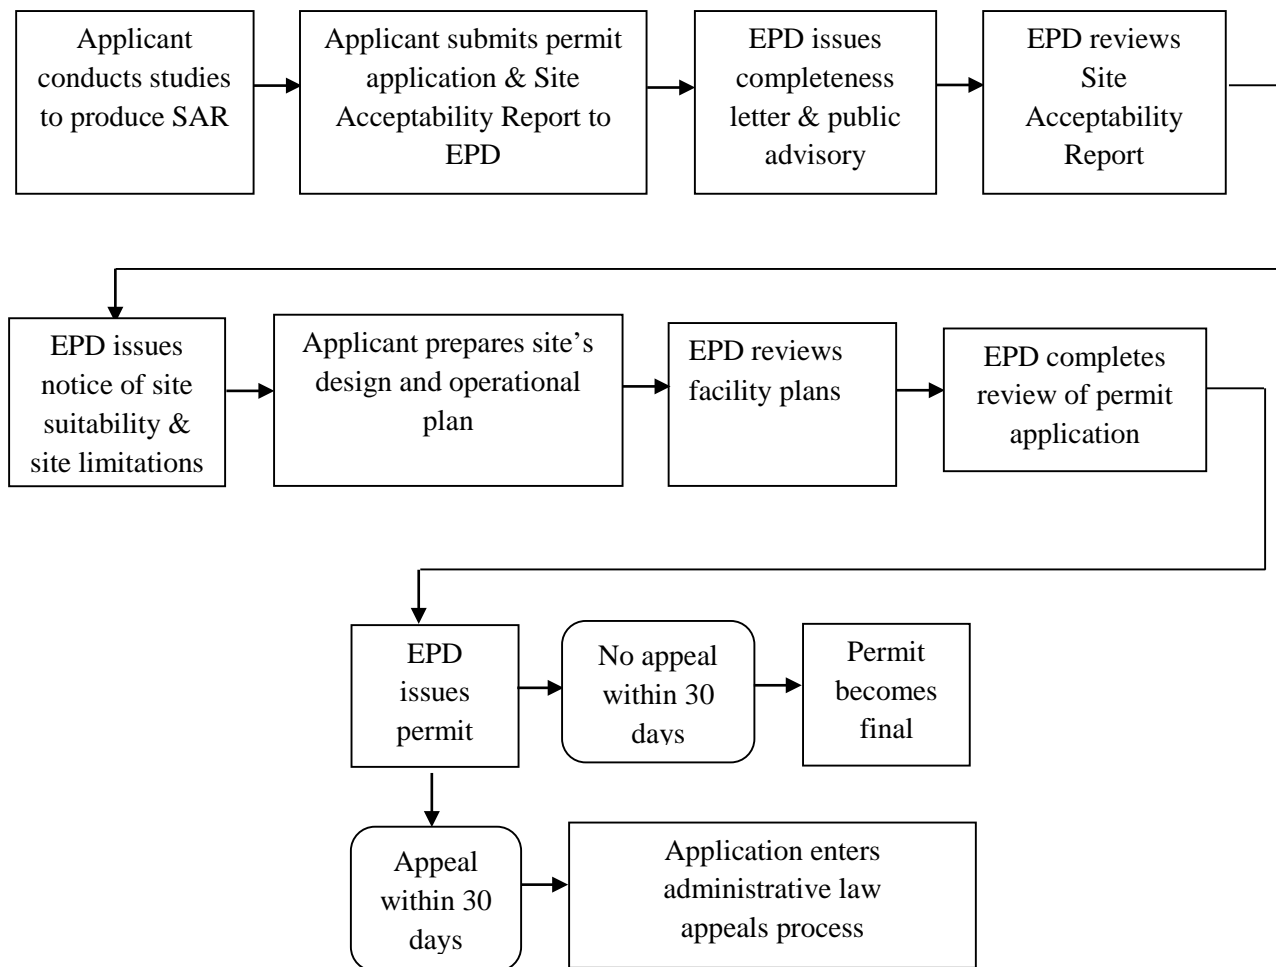 Applicant
conducts studies
to produce SAR
Applicant submits permit
application & Site
Acceptability Report to
EPD
EPD issues
completeness
letter & public
advisory
EPD reviews
Site
Acceptability
Report
EPD issues
notice of site
suitability &
site limitations
Applicant prepares site’s
design and operational
plan
EPD reviews
facility plans
EPD completes
review of permit
application
EPD
issues
permit
No appeal
within 30
days
Permit
becomes
final
Appeal
within 30
days
Application enters
administrative law
appeals process